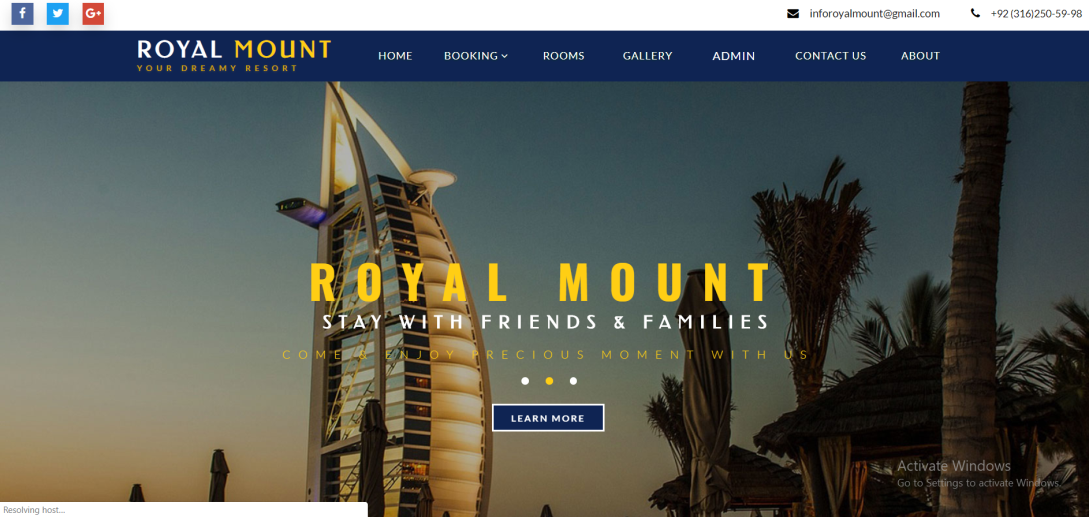 f G+ inforoyalmount@gmail.com +92 (316)250-59-98
ROYAL MOUNT
YOUR DREAMY RESORT
HOME BOOKING ROOMS GALLERY ADMIN CONTACT US ABOUT
ROYAL MOUNT
STAY WITH FRIENDS & FAMILIES
COME & ENJOY PRECIOUS MOMENT WITH US
LEARN MORE
Activate Windows
Go to Settings to activate Windows.
Resolving host...